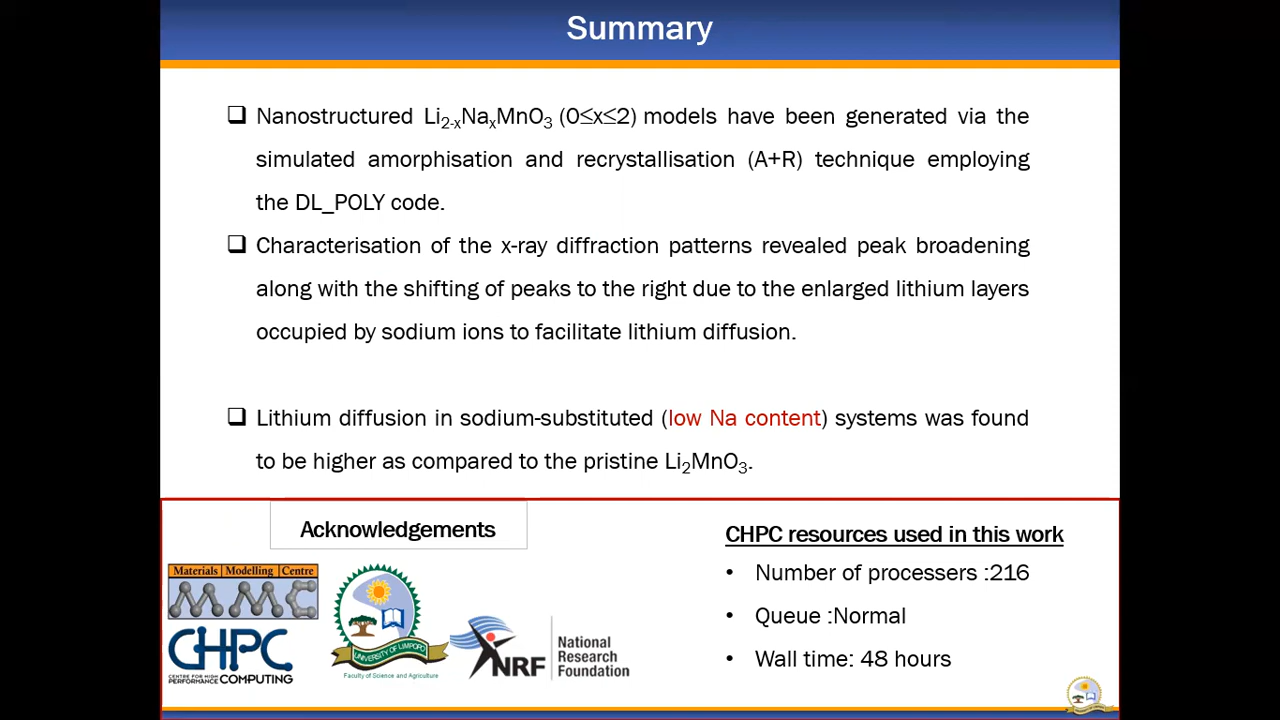 Summary
❑ Nanostructured Li2-xNaxMnO3 (0≤x≤2) models have been generated via the
simulated amorphisation and recrystallisation (A+R) technique employing
the DL_POLY code.
❑ Characterisation of the x-ray diffraction patterns revealed peak broadening
along with the shifting of peaks to the right due to the enlarged lithium layers
occupied by sodium ions to facilitate lithium diffusion.
❑ Lithium diffusion in sodium-substituted (low Na content) systems was found
to be higher as compared to the pristine Li2MnO3.
Acknowledgements
Materials Modelling Centre
MMC
CHPC
CENTRE FOR HIGH
PERFORMANCE COMPUTING
UNIVERSITY OF LIMPOPO
Faculty of Science and Agriculture
NRF
National
Research
Foundation
CHPC resources used in this work
• Number of processers :216
• Queue :Normal
• Wall time: 48 hours